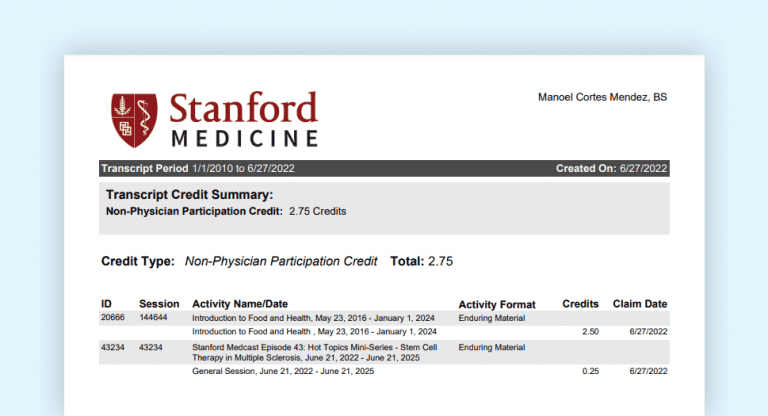 Stanford
MEDICINE
Manoel Cortes Mendez, BS
Transcript Period 1/1/2010 to 6/27/2022 Created On: 6/27/2022
Transcript Credit Summary:
Non-Physician Participation Credit: 2.75 Credits
Credit Type: Non-Physician Participation Credit Total: 2.75
ID Session Activity Name/Date Activity Format Credits Claim Date
20666 144644 Introduction to Food and Health, May 23, 2016 - January 1, 2024 Enduring Material
Introduction to Food and Health , May 23, 2016 - January 1, 2024 2.50 6/27/2022
43234 43234 Stanford Medcast Episode 43: Hot Topics Mini-Series - Stem Cell Enduring Material
Therapy in Multiple Sclerosis, June 21, 2022 - June 21, 2025
General Session, June 21, 2022 - June 21, 2025 0.25 6/27/2022